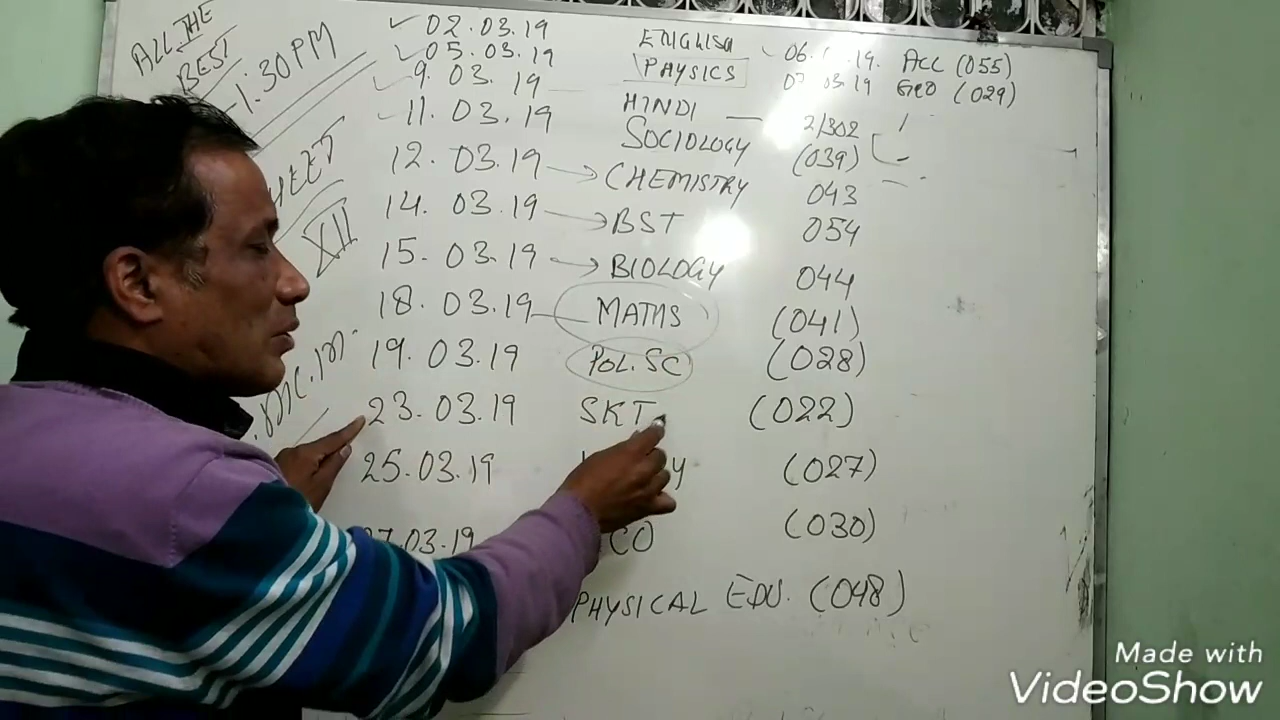 ALL THE
BEST
-1:30PM
XII
02.03.19 ENGLISH 06. .19. ACC (055)
05.03.19 PHYSICS 07 03.19 GEO (029)
9.03.19 HINDI 2/302
11.03.19 SOCIOLOGY (039)
12.03.19 CHEMISTRY 043
14.03.19 BST 054
15.03.19 BIOLOGY 044
18.03.19 MATHS (041)
19.03.19 POL.SC (028)
23.03.19 SKT (022)
25.03.19 (027)
03.19 CO (030)
PHYSICAL EDU. (048)
Made with
VideoShow